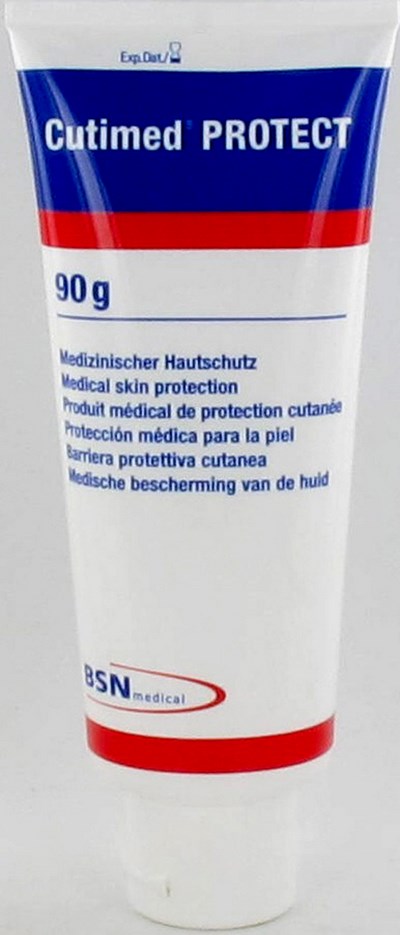 Exp.Dat./
Cutimed® PROTECT
90 g
Medizinischer Hautschutz
Medical skin protection
Produit médical de protection cutanée
Protección médica para la piel
Barriera protettiva cutanea
Medische bescherming van de huid
BSN medical